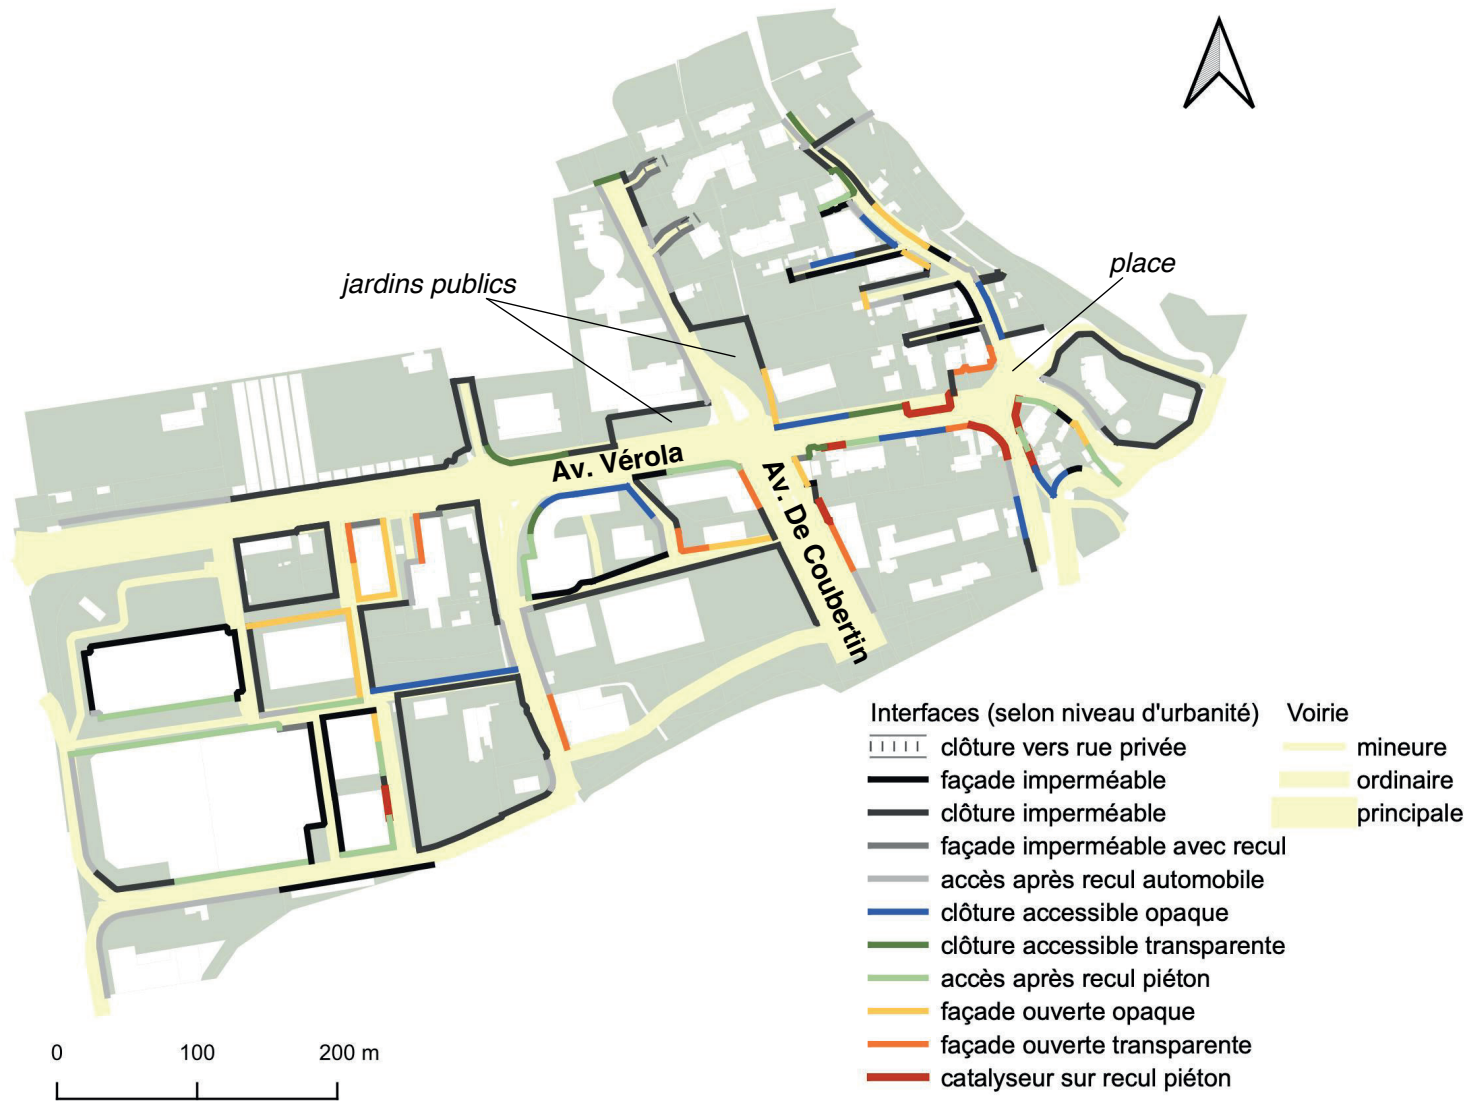 jardins publics
place
Av. Vérola
Av. De Coubertin
Interfaces (selon niveau d'urbanité)
clôture vers rue privée
façade imperméable
clôture imperméable
façade imperméable avec recul
accès après recul automobile
clôture accessible opaque
clôture accessible transparente
accès après recul piéton
façade ouverte opaque
façade ouverte transparente
catalyseur sur recul piéton
Voirie
mineure
ordinaire
principale
0 100 200 m